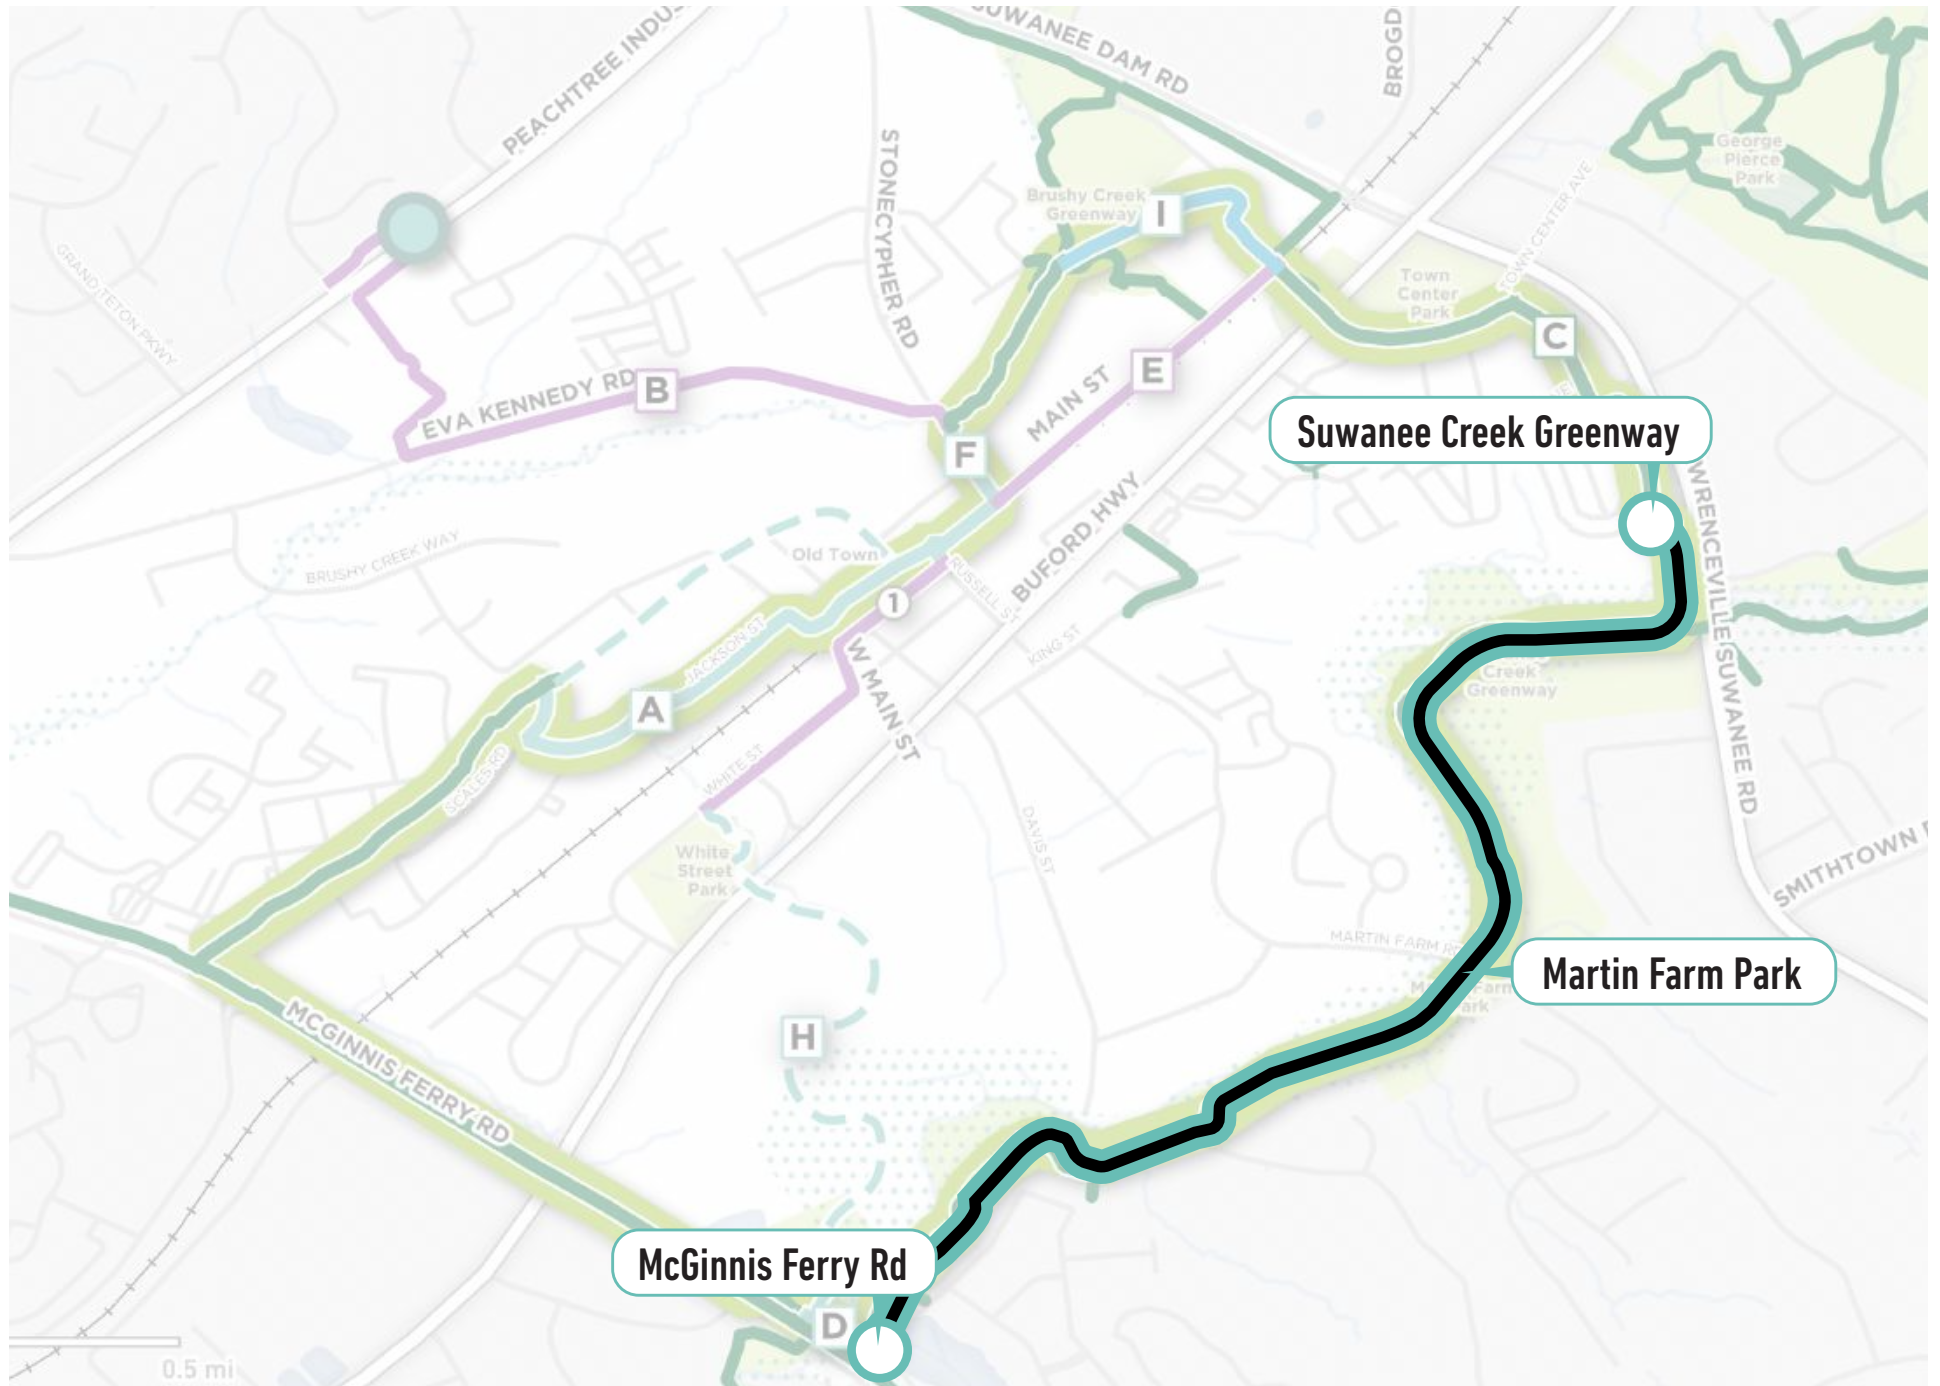 PEACHTREE INDUS
SUWANEE DAM RD
BROGD
George
Pierce
Park
STONECYPHER RD
TOWN CENTER AVE
Brushy Creek
Greenway
I
GRAND TETON PKWY
Town
Center
Park
C
MAIN ST
E
EVA KENNEDY RD
B
Suwanee Creek Greenway
F
WRENCEVILLE SUWANEE RD
BUFORD HWY
Old Town
BRUSHY CREEK WAY
RUSSELL ST
1
KING ST
JACKSON ST
W MAIN ST
Creek
Greenway
A
SCALES RD
WHITE ST
DAVIS ST
White
Street
Park
SMITHTOWN
MARTIN FARM RD
Martin Farm Park
MCGINNIS FERRY RD
H
McGinnis Ferry Rd
D
0.5 mi